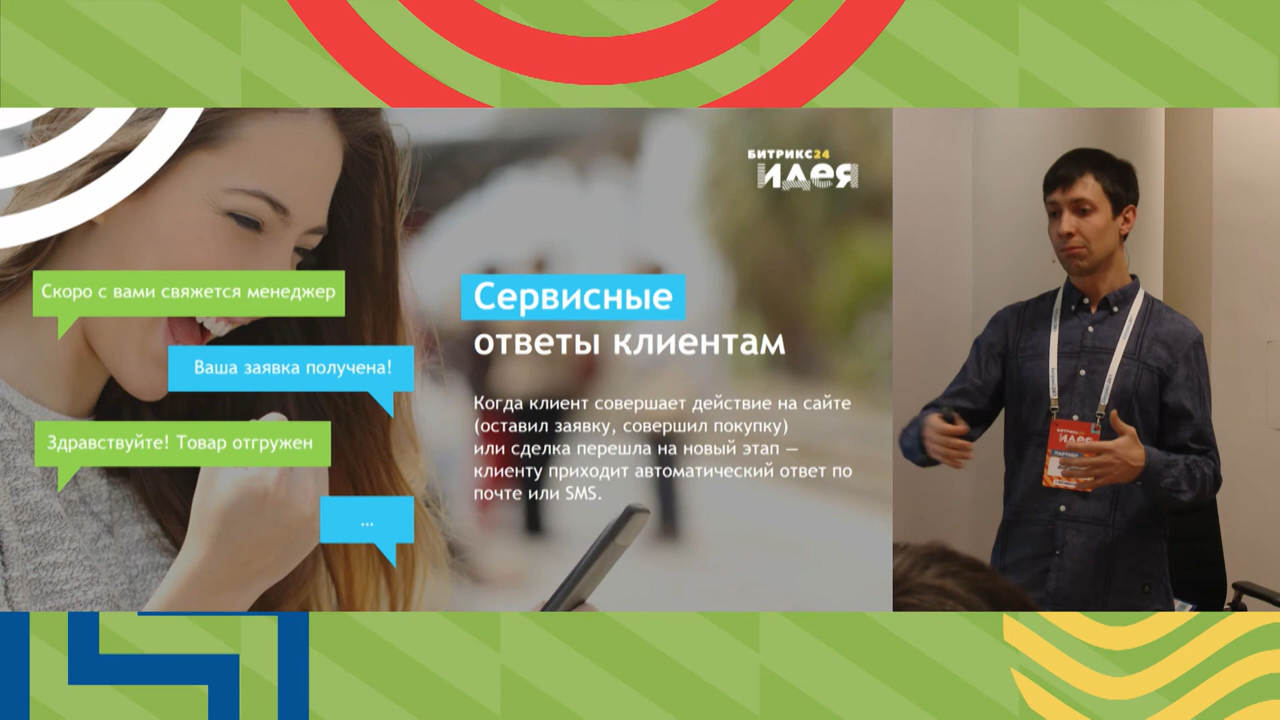 БИТРИКС24
идея
Скоро с вами свяжется менеджер
Ваша заявка получена!
Здравствуйте! Товар отгружен
...
Сервисные
ответы клиентам
Когда клиент совершает действие на сайте
(оставил заявку, совершил покупку)
или сделка перешла на новый этап —
клиенту приходит автоматический ответ по
почте или SMS.
БИТРИКС24
идея